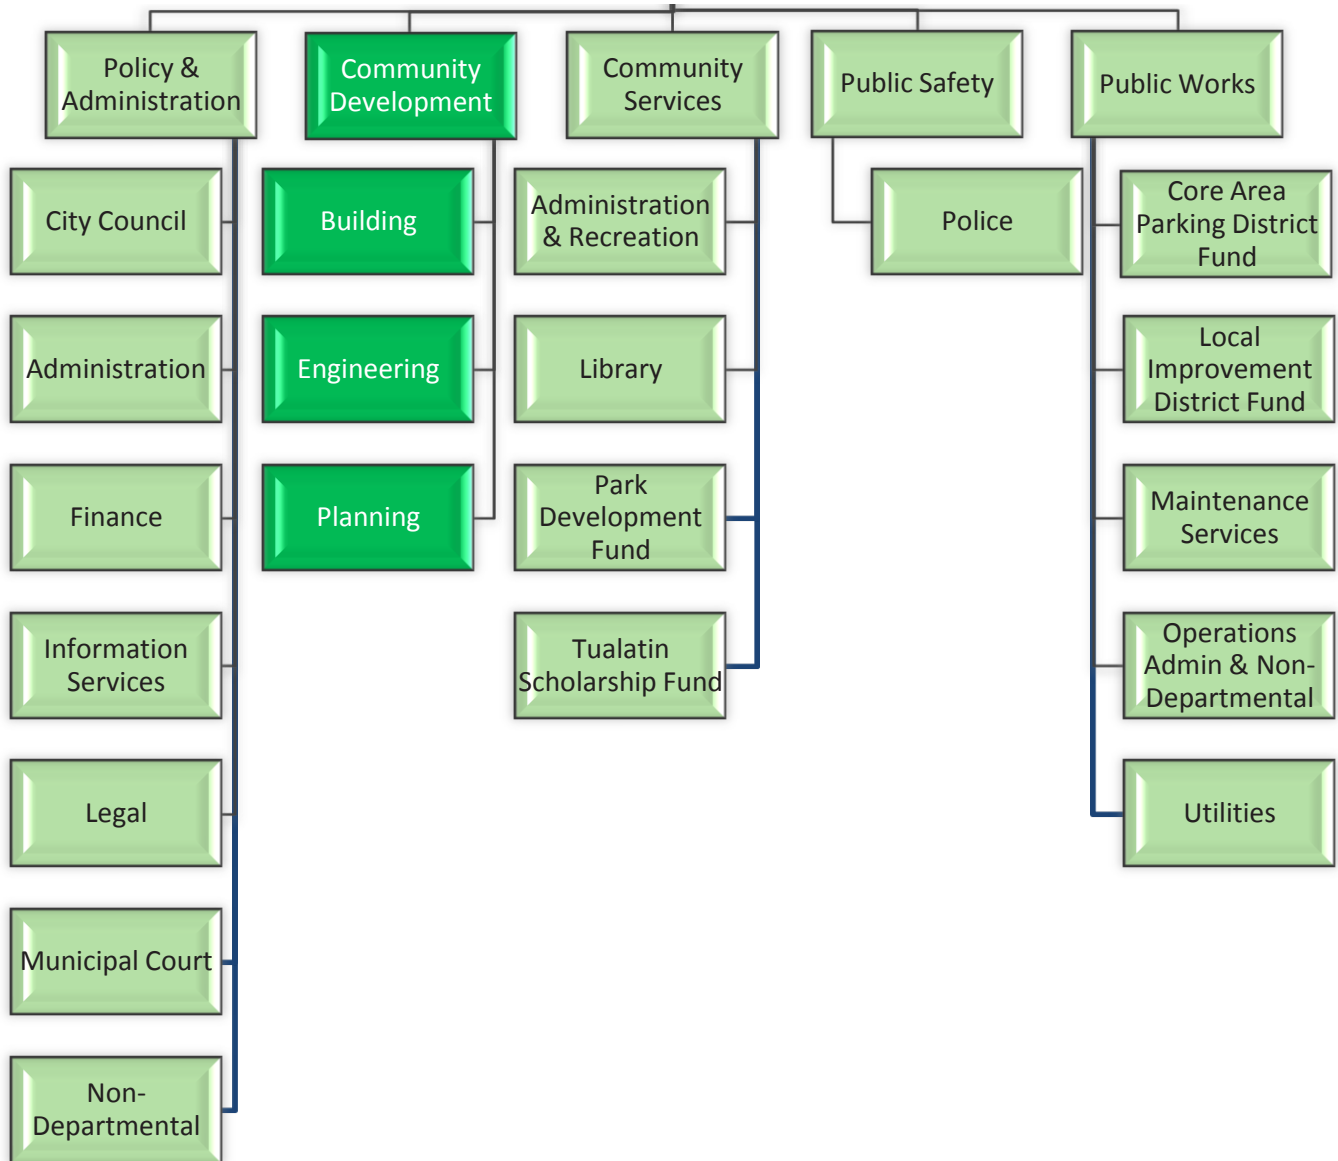 Policy &
Administration
Community
Development
Community
Services
Public Safety
Public Works
City Council
Administration
Finance
Information
Services
Legal
Municipal Court
Non-
Departmental
Building
Engineering
Planning
Administration
& Recreation
Library
Park
Development
Fund
Tualatin
Scholarship Fund
Police
Core Area
Parking District
Fund
Local
Improvement
District Fund
Maintenance
Services
Operations
Admin & Non-
Departmental
Utilities